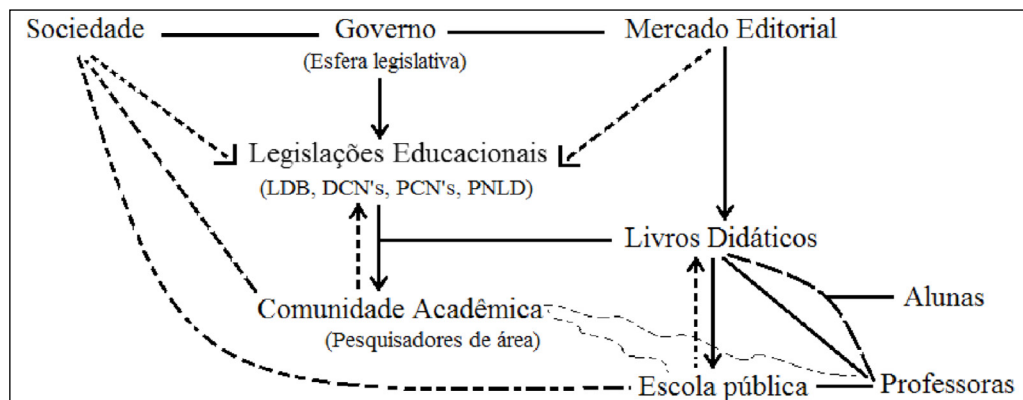 Sociedade
Governo
Mercado Editorial
(Esfera legislativa)
Legislações Educacionais
(LDB, DCN's, PCN's, PNLD)
Livros Didáticos
Alunas
Comunidade Acadêmica
(Pesquisadores de área)
Escola pública
Professoras